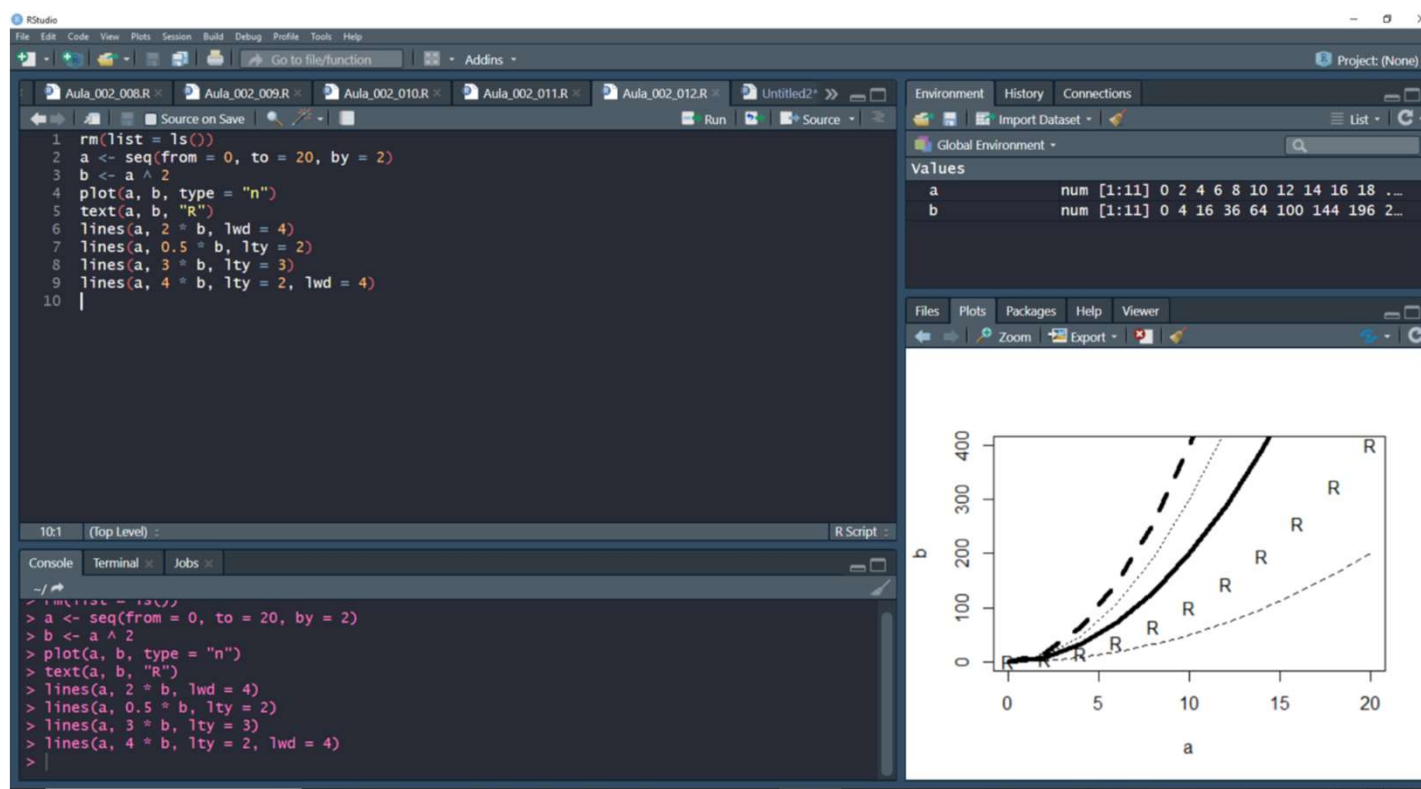 RStudio
File Edit Code View Plots Session Build Debug Profile Tools Help
Go to file/function Addins Project: (None)
Aula_002_008.R Aula_002_009.R Aula_002_010.R Aula_002_011.R Aula_002_012.R Untitled2*
Source on Save Run Source
1 rm(list = ls())
2 a <- seq(from = 0, to = 20, by = 2)
3 b <- a ^ 2
4 plot(a, b, type = "n")
5 text(a, b, "R")
6 lines(a, 2 * b, lwd = 4)
7 lines(a, 0.5 * b, lty = 2)
8 lines(a, 3 * b, lty = 3)
9 lines(a, 4 * b, lty = 2, lwd = 4)
10
10:1 (Top Level) R Script
Console Terminal Jobs
~/
> rm(list = ls())
> a <- seq(from = 0, to = 20, by = 2)
> b <- a ^ 2
> plot(a, b, type = "n")
> text(a, b, "R")
> lines(a, 2 * b, lwd = 4)
> lines(a, 0.5 * b, lty = 2)
> lines(a, 3 * b, lty = 3)
> lines(a, 4 * b, lty = 2, lwd = 4)
>
Environment History Connections
Import Dataset List
Global Environment
Values
a num [1:11] 0 2 4 6 8 10 12 14 16 18 ...
b num [1:11] 0 4 16 36 64 100 144 196 2...
Files Plots Packages Help Viewer
Zoom Export
b
400
300
200
100
0
R R R R R R R R R R R
0 5 10 15 20
a